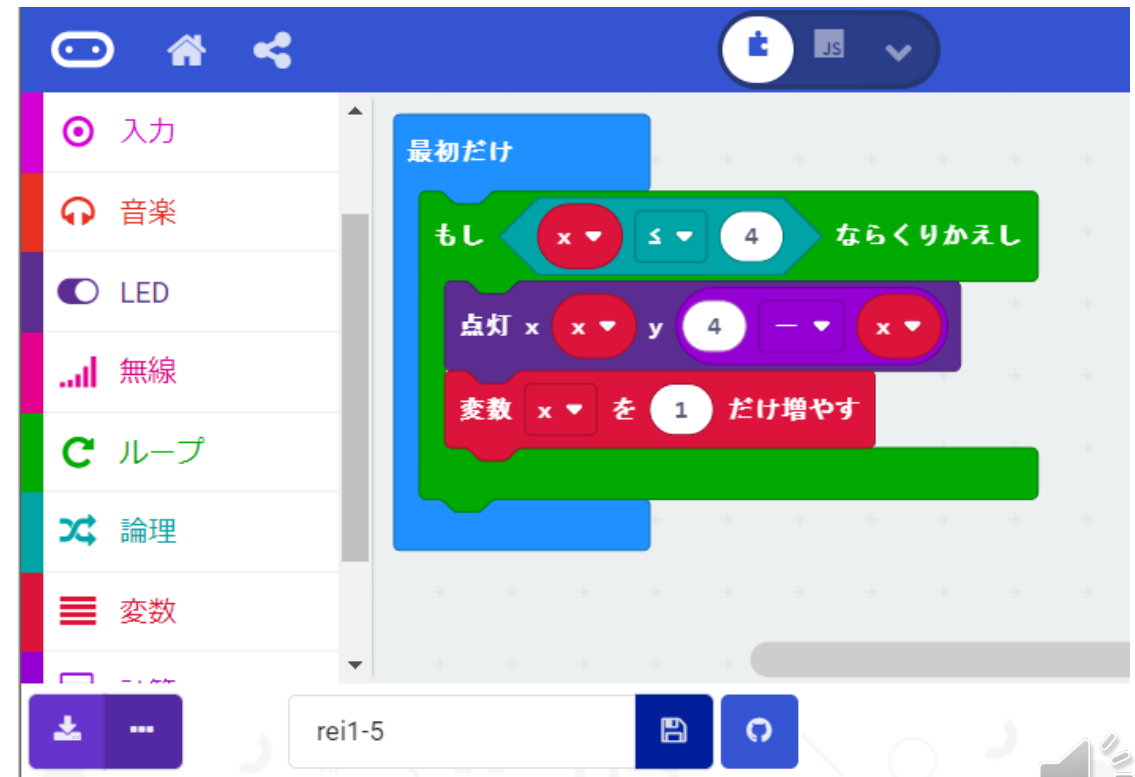 JS
入力
音楽
LED
無線
ループ
論理
変数
最初だけ
もし x ≤ 4 ならくりかえし
点灯 x x y 4 - x
変数 x を 1 だけ増やす
rei1-5